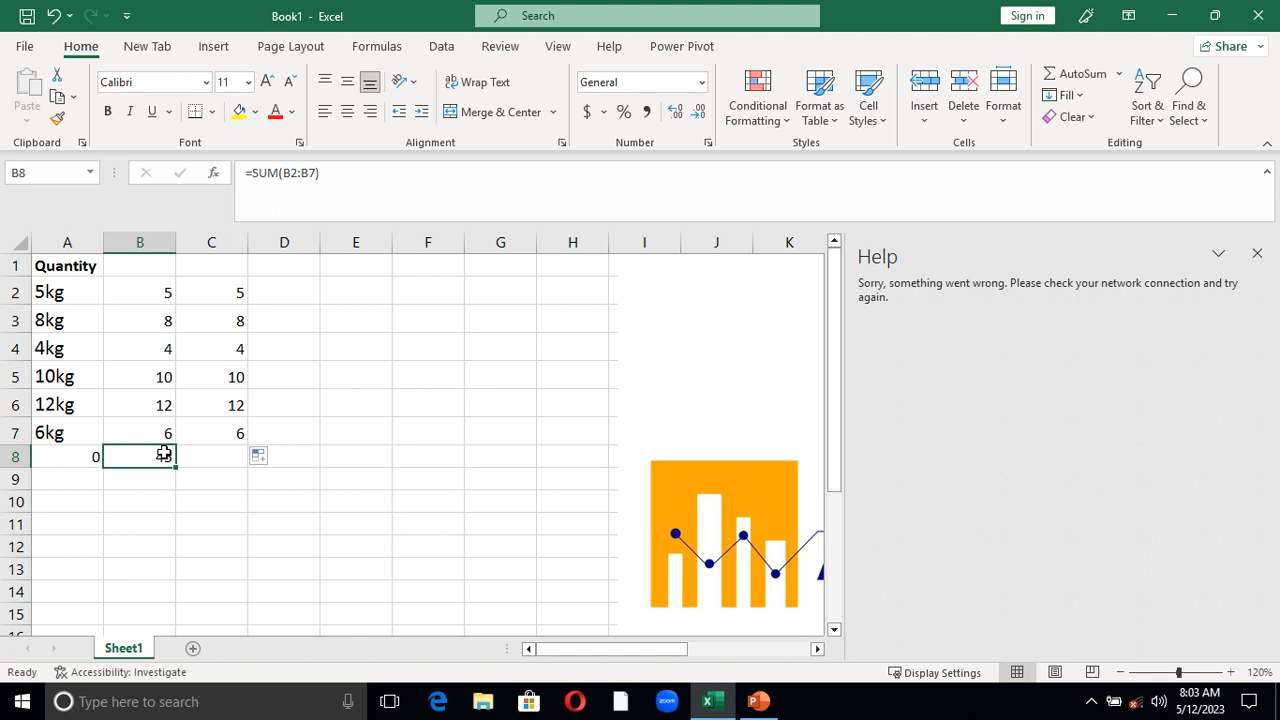 Book1 - Excel
Search
Sign in
File Home New Tab Insert Page Layout Formulas Data Review View Help Power Pivot Share
Paste
Clipboard
Calibri 11
B I U
Font
Wrap Text
Merge & Center
Alignment
General
Number
Conditional Formatting
Format as Table
Cell Styles
Styles
Insert
Delete
Format
Cells
AutoSum
Fill
Clear
Sort & Filter
Find & Select
Editing
B8 fx =SUM(B2:B7)
A B C D E F G H I J K
1 Quantity
2 5kg 5 5
3 8kg 8 8
4 4kg 4 4
5 10kg 10 10
6 12kg 12 12
7 6kg 6 6
8 0
9
10
11
12
13
14
15
Help
Sorry, something went wrong. Please check your network connection and try
again.
Sheet1
Ready Accessibility: Investigate Display Settings 120%
Type here to search
zoom
8:03 AM
5/12/2023